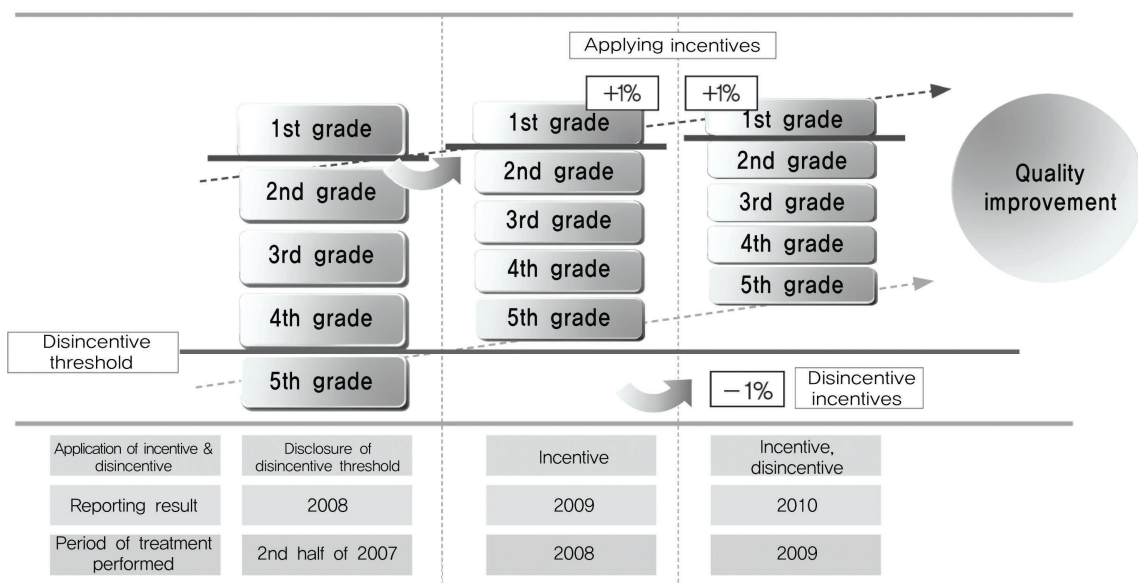 Applying incentives
+1%
+1%
1st grade
2nd grade
3rd grade
4th grade
5th grade
1st grade
2nd grade
3rd grade
4th grade
5th grade
1st grade
2nd grade
3rd grade
4th grade
5th grade
Quality
improvement
Disincentive
threshold
−1%
Disincentive
incentives
Application of incentive &
disincentive
Disclosure of
disincentive threshold
Incentive
Incentive,
disincentive
Reporting result
2008
2009
2010
Period of treatment
performed
2nd half of 2007
2008
2009